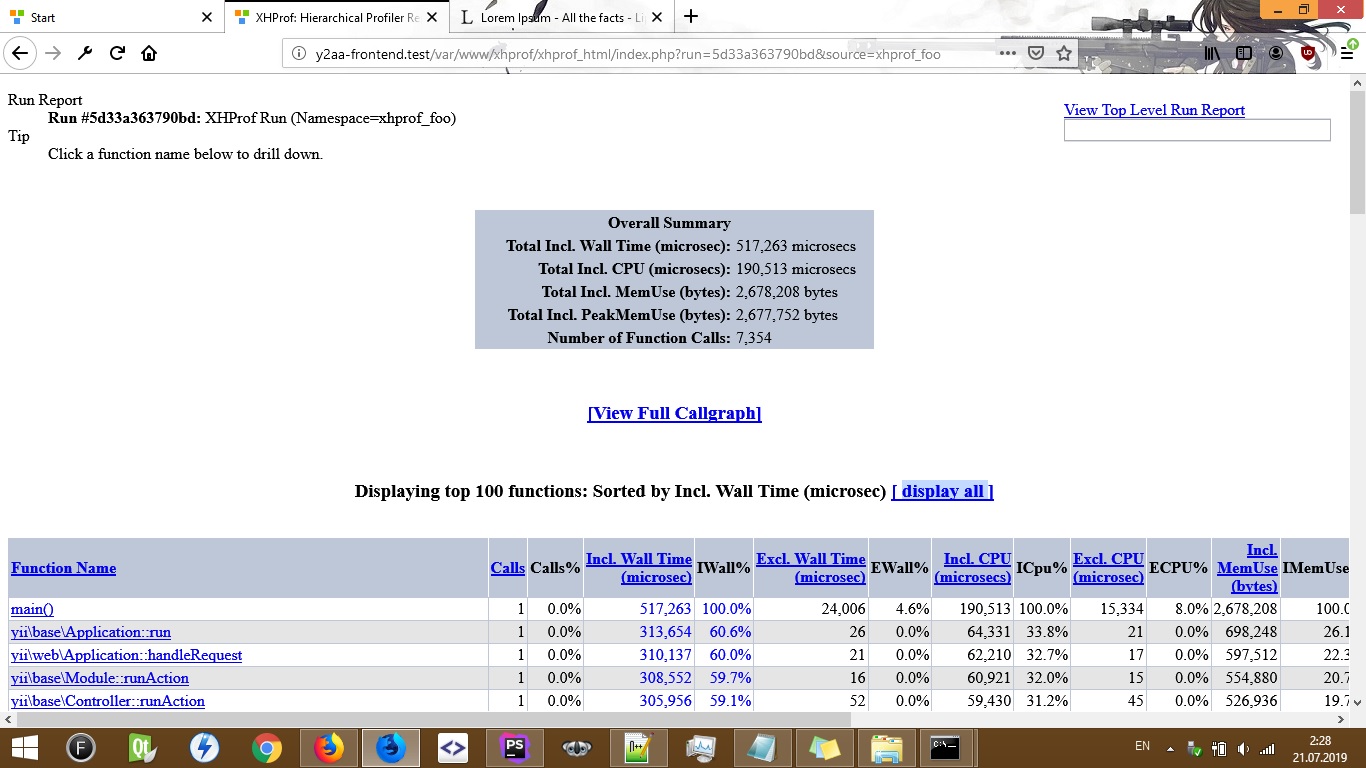 Start
XHProf: Hierarchical Profiler Re
Lorem Ipsum - All the facts - Li
y2aa-frontend.test/var/www/xhprof/xhprof_html/index.php?run=5d33a363790bd&source=xhprof_foo
Run Report
Run #5d33a363790bd: XHProf Run (Namespace=xhprof_foo)
Tip
Click a function name below to drill down.
View Top Level Run Report
Overall Summary
Total Incl. Wall Time (microsec): 517,263 microsecs
Total Incl. CPU (microsecs): 190,513 microsecs
Total Incl. MemUse (bytes): 2,678,208 bytes
Total Incl. PeakMemUse (bytes): 2,677,752 bytes
Number of Function Calls: 7,354
[View Full Callgraph]
Displaying top 100 functions: Sorted by Incl. Wall Time (microsec) [ display all ]
Function Name Calls Calls% Incl. Wall Time (microsec) IWall% Excl. Wall Time (microsec) EWall% Incl. CPU (microsecs) ICpu% Excl. CPU (microsec) ECPU% Incl. MemUse (bytes) IMemUse
main() 1 0.0% 517,263 100.0% 24,006 4.6% 190,513 100.0% 15,334 8.0% 2,678,208 100.0
yii\base\Application::run 1 0.0% 313,654 60.6% 26 0.0% 64,331 33.8% 21 0.0% 698,248 26.1
yii\web\Application::handleRequest 1 0.0% 310,137 60.0% 21 0.0% 62,210 32.7% 17 0.0% 597,512 22.3
yii\base\Module::runAction 1 0.0% 308,552 59.7% 16 0.0% 60,921 32.0% 15 0.0% 554,880 20.7
yii\base\Controller::runAction 1 0.0% 305,956 59.1% 52 0.0% 59,430 31.2% 45 0.0% 526,936 19.7
EN
2:28
21.07.2019